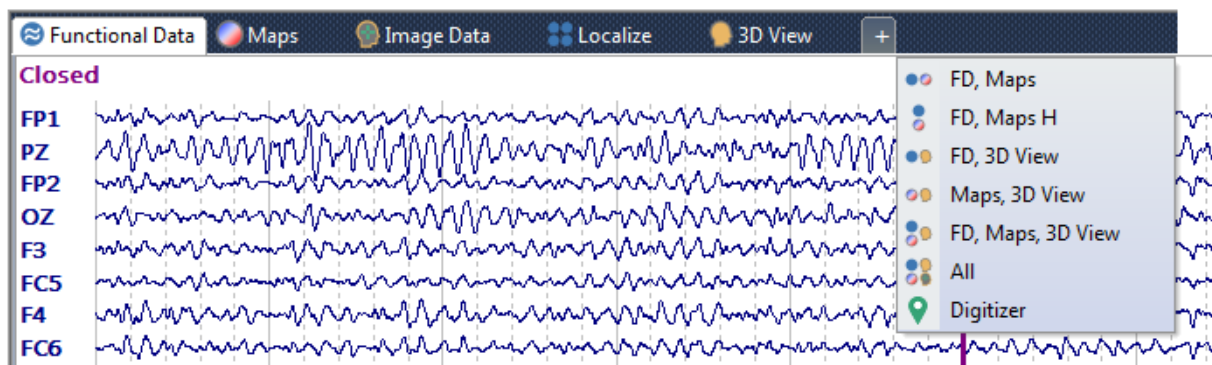 Functional Data Maps Image Data Localize 3D View +
Closed
FP1
PZ
FP2
OZ
F3
FC5
F4
FC6
FD, Maps
FD, Maps H
FD, 3D View
Maps, 3D View
FD, Maps, 3D View
All
Digitizer